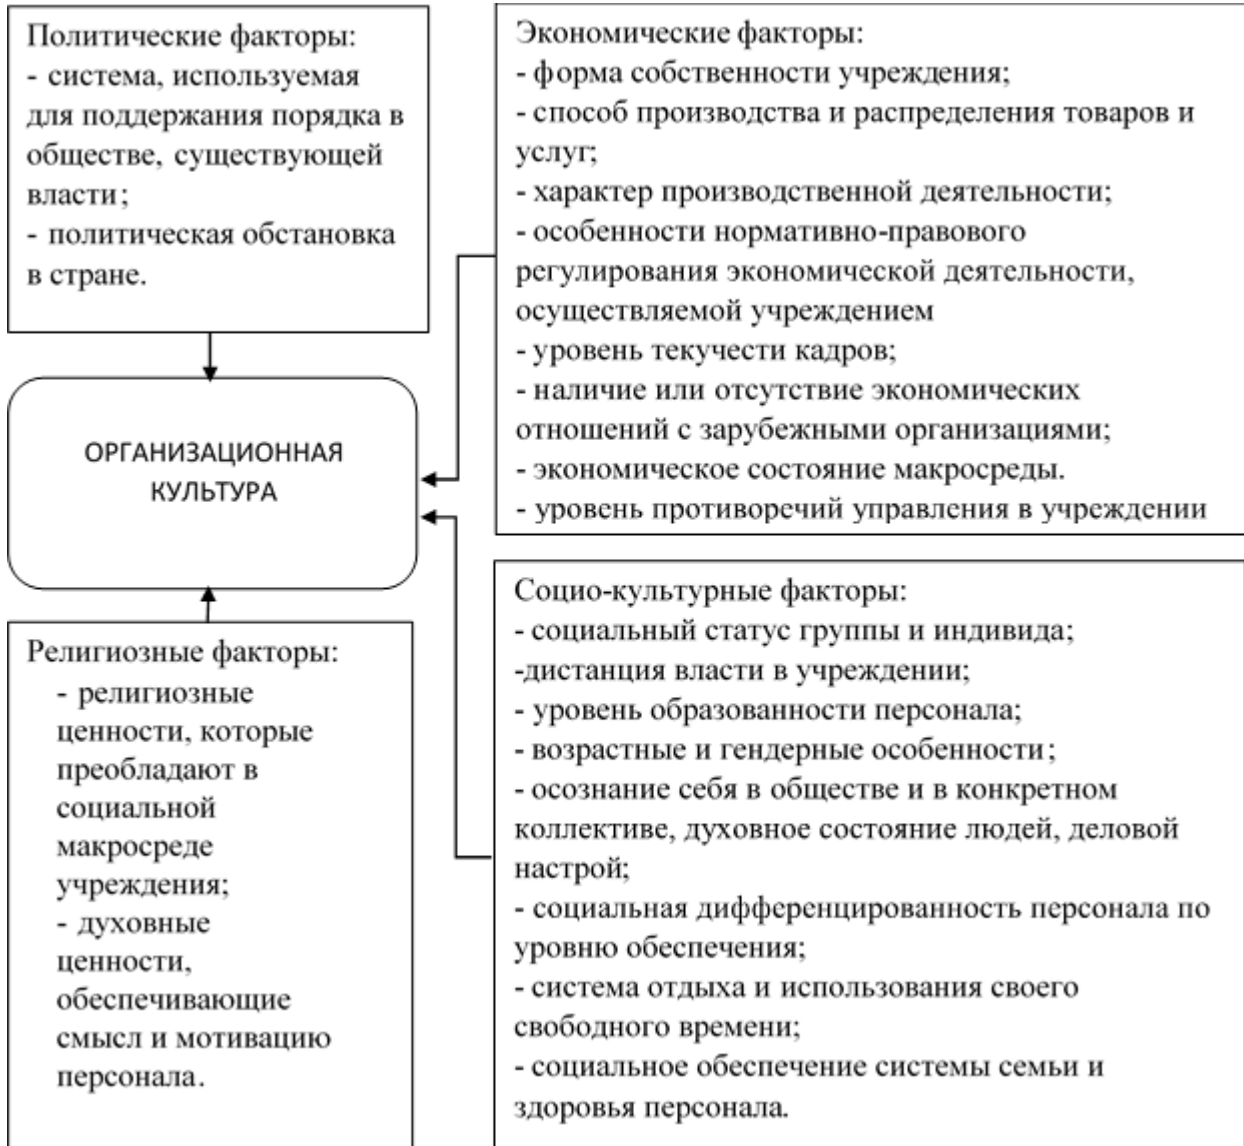 Политические факторы:
- система, используемая
для поддержания порядка в
обществе, существующей
власти;
- политическая обстановка
в стране.
ОРГАНИЗАЦИОННАЯ
КУЛЬТУРА
Религиозные факторы:
- религиозные
ценности, которые
преобладают в
социальной
макросреде
учреждения;
- духовные
ценности,
обеспечивающие
смысл и мотивацию
персонала.
Экономические факторы:
- форма собственности учреждения;
- способ производства и распределения товаров и
услуг;
- характер производственной деятельности;
- особенности нормативно-правового
регулирования экономической деятельности,
осуществляемой учреждением
- уровень текучести кадров;
- наличие или отсутствие экономических
отношений с зарубежными организациями;
- экономическое состояние макросреды.
- уровень противоречий управления в учреждении
Социо-культурные факторы:
- социальный статус группы и индивида;
-дистанция власти в учреждении;
- уровень образованности персонала;
- возрастные и гендерные особенности;
- осознание себя в обществе и в конкретном
коллективе, духовное состояние людей, деловой
настрой;
- социальная дифференцированность персонала по
уровню обеспечения;
- система отдыха и использования своего
свободного времени;
- социальное обеспечение системы семьи и
здоровья персонала.